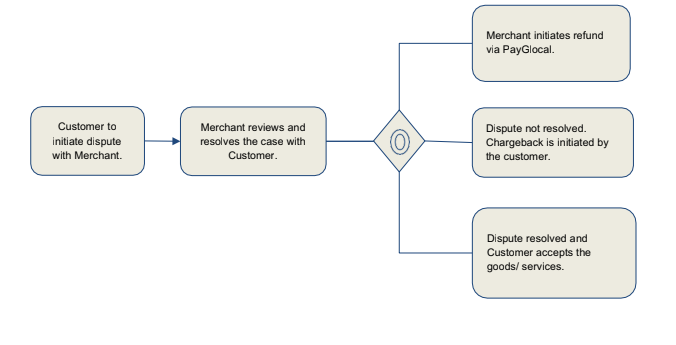 Customer to
initiate dispute
with Merchant.
Merchant reviews and
resolves the case with
Customer.
Merchant initiates refund
via PayGlocal.
Dispute not resolved.
Chargeback is initiated by
the customer.
Dispute resolved and
Customer accepts the
goods/ services.